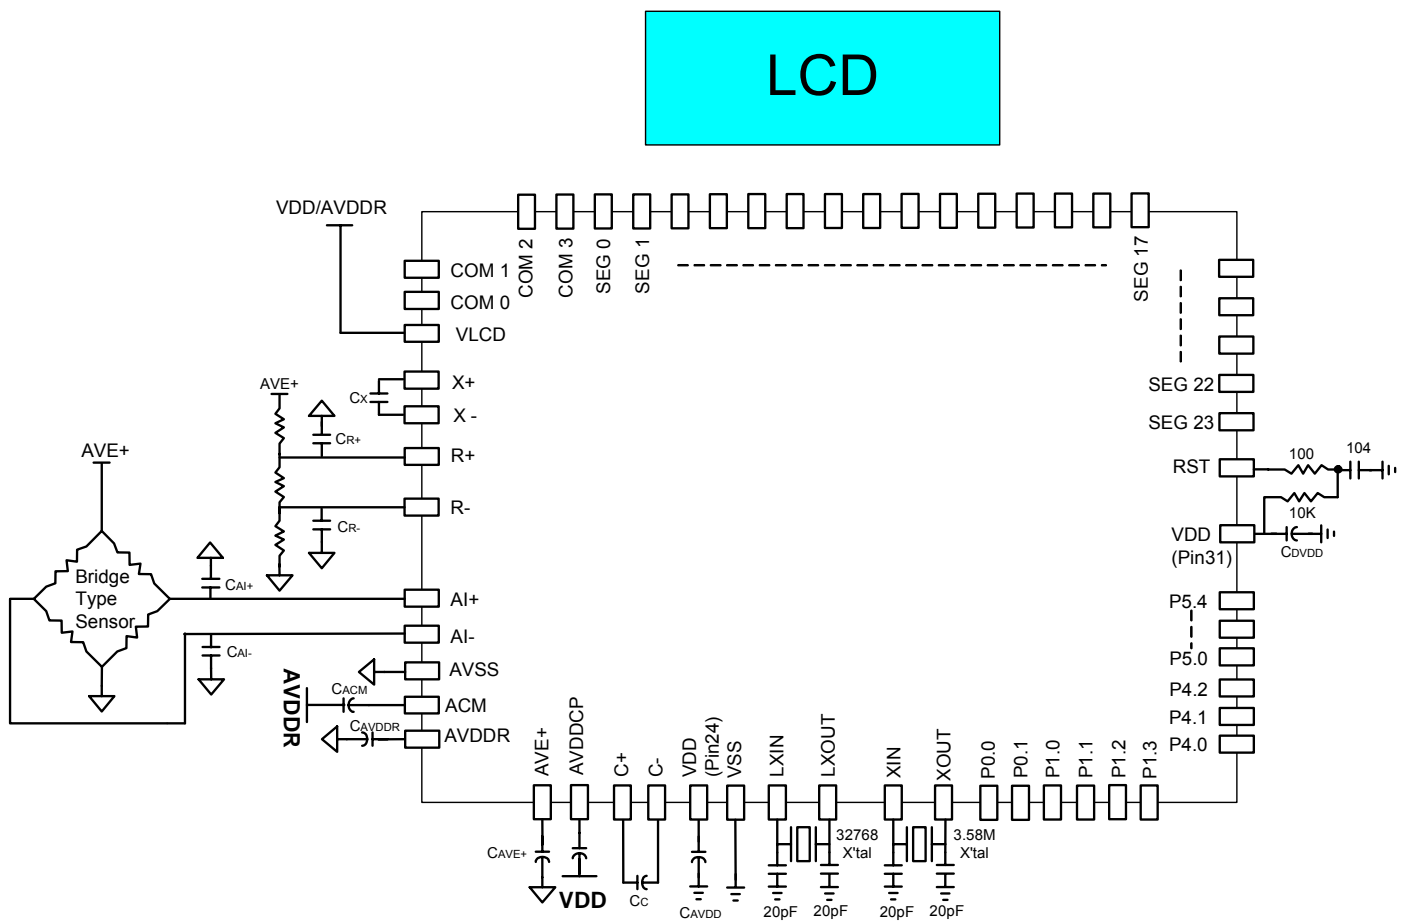 LCD
VDD/AVDDR
COM 1
COM 0
VLCD
COM 2
COM 3
SEG 0
SEG 1
SEG 17
X+
X -
CX
AVE+
CR+
R+
R-
CR-
AVE+
Bridge
Type
Sensor
CAI+
AI+
AI-
CAI-
AVSS
AVDDR
CACM
ACM
CAVDDR
AVDDR
SEG 22
SEG 23
RST
100
104
10K
VDD
(Pin31)
CDVDD
P5.4
P5.0
P4.2
P4.1
P4.0
AVE+
AVDDCP
C+
C-
VDD
(Pin24)
VSS
LXIN
LXOUT
XIN
XOUT
P0.0
P0.1
P1.0
P1.1
P1.2
P1.3
CAVE+
VDD
CC
CAVDD
32768
X'tal
3.58M
X'tal
20pF
20pF
20pF
20pF